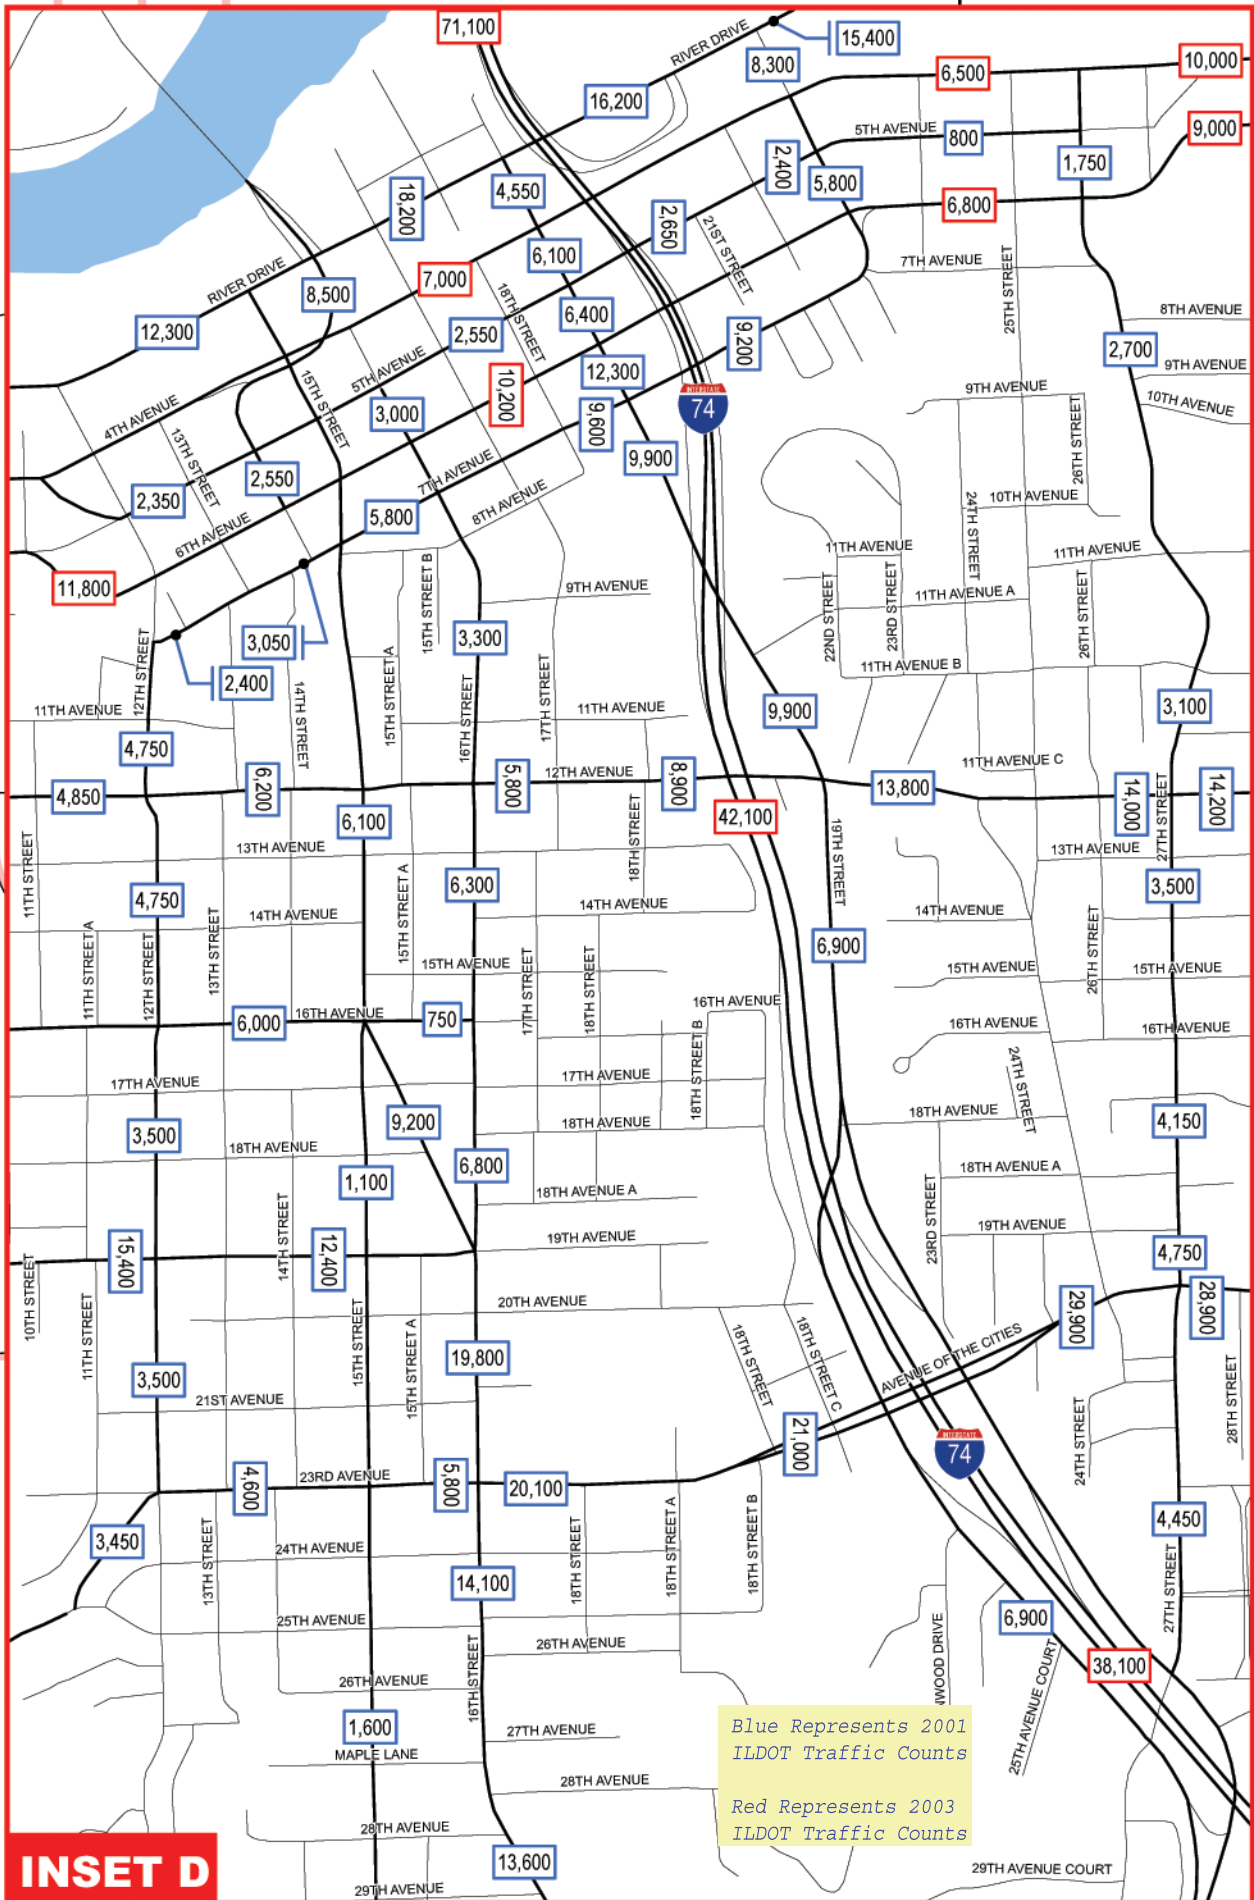 71,100
RIVER DRIVE
15,400
8,300
6,500
10,000
16,200
5TH AVENUE
800
9,000
18,200
4,550
2,400
5,800
1,750
6,800
2,650
21ST STREET
6,100
7TH AVENUE
25TH STREET
RIVER DRIVE
8,500
7,000
18TH STREET
6,400
8TH AVENUE
12,300
2,550
9,200
2,700
5TH AVENUE
15TH STREET
10,200
12,300
INTERSTATE
74
9TH AVENUE
9TH AVENUE
10TH AVENUE
4TH AVENUE
3,000
9,600
26TH STREET
13TH STREET
9,900
2,350
2,550
7TH AVENUE
8TH AVENUE
10TH AVENUE
24TH STREET
5,800
6TH AVENUE
11TH AVENUE
11TH AVENUE
11,800
15TH STREET B
9TH AVENUE
22ND STREET
23RD STREET
11TH AVENUE A
26TH STREET
3,050
3,300
12TH STREET
2,400
14TH STREET
15TH STREET A
16TH STREET
17TH STREET
11TH AVENUE B
11TH AVENUE
11TH AVENUE
9,900
3,100
4,750
11TH AVENUE C
4,850
6,200
5,800
12TH AVENUE
8,900
13,800
14,000
27TH STREET
14,200
6,100
18TH STREET
42,100
19TH STREET
11TH STREET
13TH AVENUE
13TH AVENUE
4,750
6,300
3,500
14TH AVENUE
15TH STREET A
14TH AVENUE
14TH AVENUE
11TH STREET A
12TH STREET
13TH STREET
6,900
26TH STREET
15TH AVENUE
17TH STREET
18TH STREET
15TH AVENUE
15TH AVENUE
6,000
16TH AVENUE
750
16TH AVENUE
16TH AVENUE
16TH AVENUE
18TH STREET B
24TH STREET
17TH AVENUE
17TH AVENUE
3,500
9,200
18TH AVENUE
18TH AVENUE
4,150
18TH AVENUE
1,100
6,800
18TH AVENUE A
18TH AVENUE A
14TH STREET
23RD STREET
10TH STREET
15,400
12,400
19TH AVENUE
19TH AVENUE
4,750
11TH STREET
15TH STREET
15TH STREET A
20TH AVENUE
29,900
28,900
18TH STREET
18TH STREET C
AVENUE OF THE CITIES
3,500
19,800
21ST AVENUE
28TH STREET
24TH STREET
21,000
INTERSTATE
74
4,600
23RD AVENUE
5,800
20,100
3,450
13TH STREET
18TH STREET
18TH STREET A
18TH STREET B
4,450
24TH AVENUE
14,100
27TH STREET
25TH AVENUE
6,900
16TH STREET
26TH AVENUE
NWOOD DRIVE
25TH AVENUE COURT
38,100
26TH AVENUE
1,600
27TH AVENUE
Blue Represents 2001
ILDOT Traffic Counts
MAPLE LANE
28TH AVENUE
Red Represents 2003
ILDOT Traffic Counts
28TH AVENUE
INSET D
13,600
29TH AVENUE COURT
29TH AVENUE